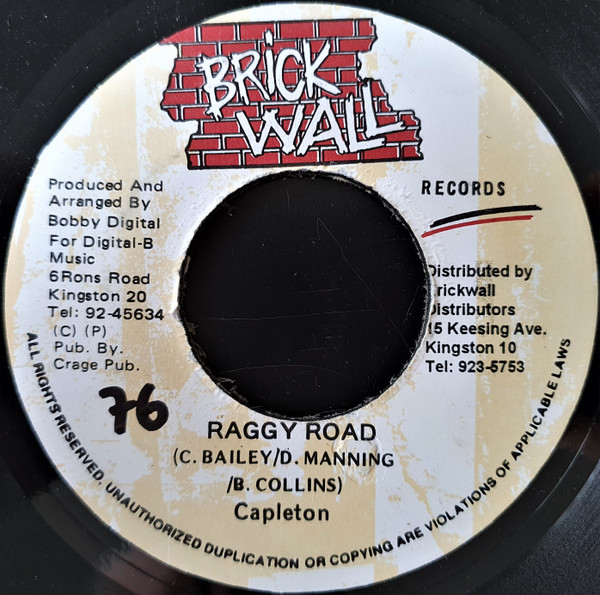 BRiCK
WALL
RECORDS
Produced And
Arranged By
Bobby Digital
For Digital-B
Music
6Rons Road
Kingston 20
Tel: 92-45634
(C) (P)
Pub. By.
Crage Pub.
Distributed by
Brickwall
Distributors
15 Keesing Ave.
Kingston 10
Tel: 923-5753
76
RAGGY ROAD
(C. BAILEY/D. MANNING
/B. COLLINS)
Capleton
ALL RIGHTS RESERVED. UNAUTHORIZED DUPLICATION OR COPYING ARE VIOLATIONS OF APPLICABLE LAWS